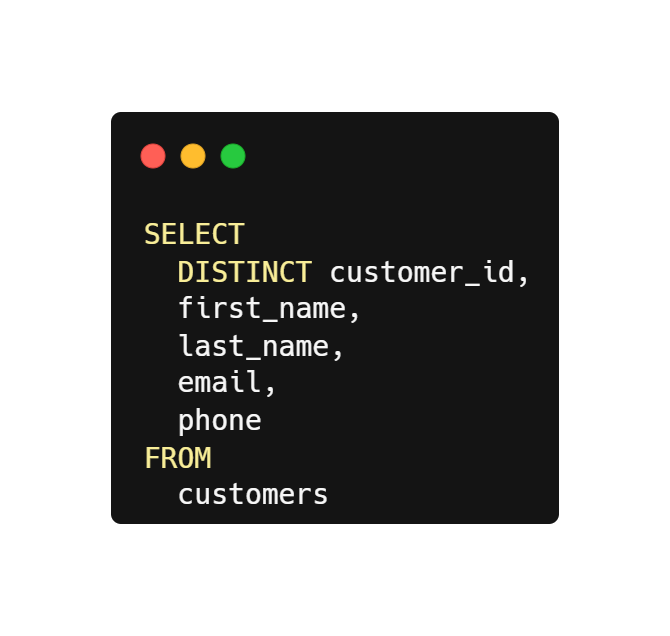 SELECT
  DISTINCT customer_id,
  first_name,
  last_name,
  email,
  phone
FROM
  customers